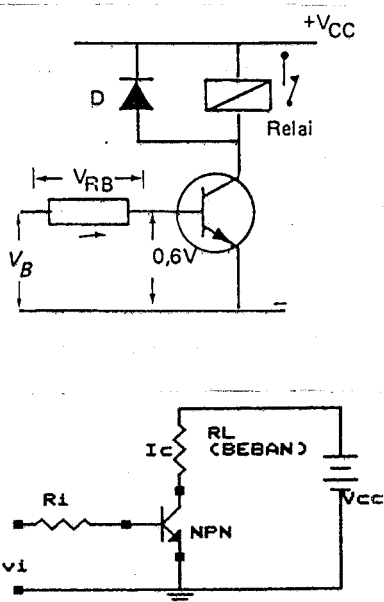 +VCC
D
Relai
VRB
VB
0,6V
−
Ic
RL
(BEBAN)
Vcc
Ri
NPN
vi